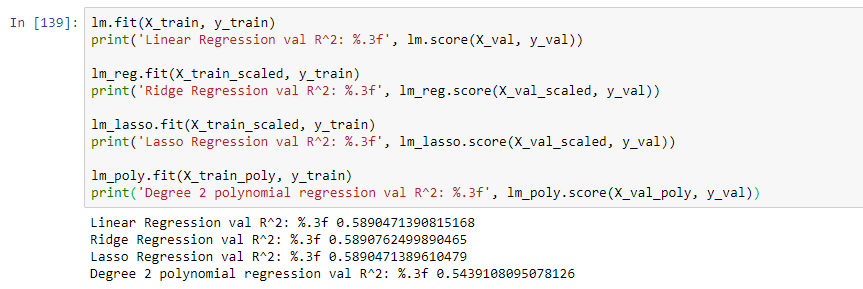 In [139]: lm.fit(X_train, y_train)
print('Linear Regression val R^2: %.3f', lm.score(X_val, y_val))
lm_reg.fit(X_train_scaled, y_train)
print('Ridge Regression val R^2: %.3f', lm_reg.score(X_val_scaled, y_val))
lm_lasso.fit(X_train_scaled, y_train)
print('Lasso Regression val R^2: %.3f', lm_lasso.score(X_val_scaled, y_val))
lm_poly.fit(X_train_poly, y_train)
print('Degree 2 polynomial regression val R^2: %.3f', lm_poly.score(X_val_poly, y_val))
Linear Regression val R^2: %.3f 0.5890471390815168
Ridge Regression val R^2: %.3f 0.5890762499890465
Lasso Regression val R^2: %.3f 0.5890471389610479
Degree 2 polynomial regression val R^2: %.3f 0.5439108095078126